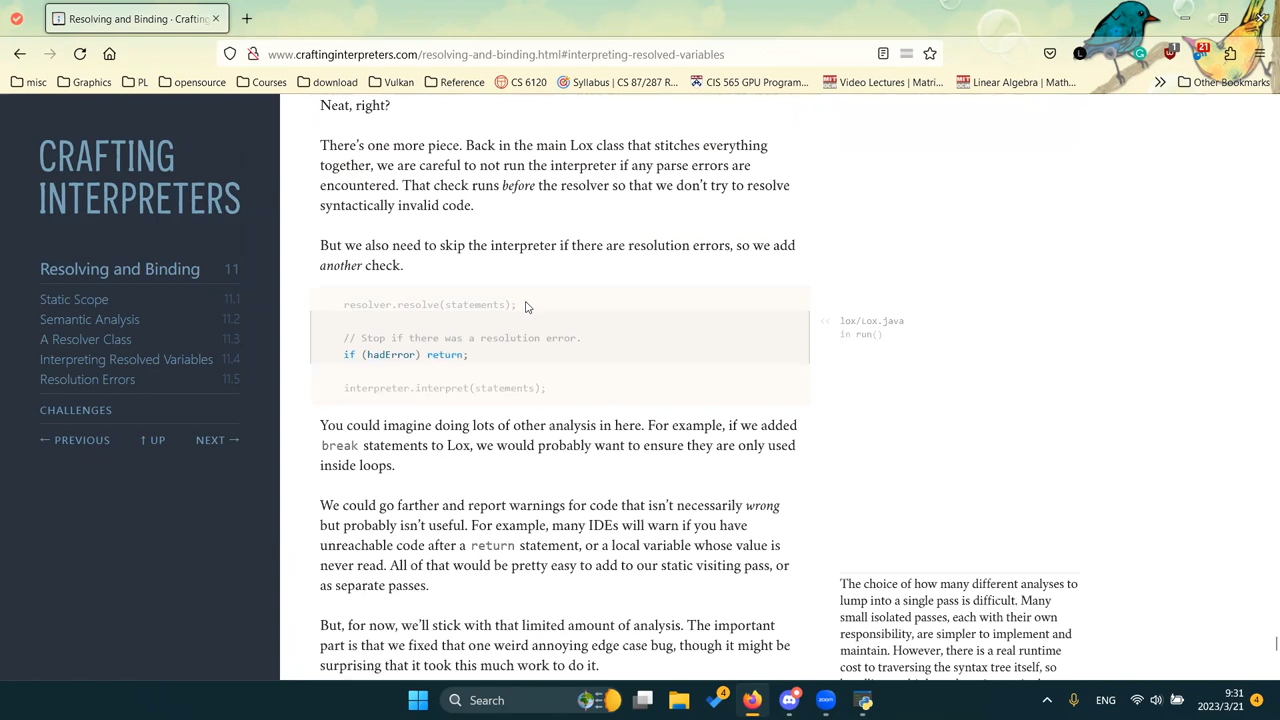 Resolving and Binding · Crafting
www.craftinginterpreters.com/resolving-and-binding.html#interpreting-resolved-variables
1
21
misc
Graphics
PL
opensource
Courses
download
Vulkan
Reference
CS 6120
Syllabus | CS 87/287 R...
CIS 565 GPU Program...
Video Lectures | Matri...
Linear Algebra | Math...
Other Bookmarks
CRAFTING
INTERPRETERS
Resolving and Binding 11
Static Scope 11.1
Semantic Analysis 11.2
A Resolver Class 11.3
Interpreting Resolved Variables 11.4
Resolution Errors 11.5
CHALLENGES
← PREVIOUS ↑ UP NEXT →
Neat, right?
There’s one more piece. Back in the main Lox class that stitches everything
together, we are careful to not run the interpreter if any parse errors are
encountered. That check runs before the resolver so that we don’t try to resolve
syntactically invalid code.
But we also need to skip the interpreter if there are resolution errors, so we add
another check.
resolver.resolve(statements);
// Stop if there was a resolution error.
if (hadError) return;
interpreter.interpret(statements);
<< lox/Lox.java
in run()
You could imagine doing lots of other analysis in here. For example, if we added
break statements to Lox, we would probably want to ensure they are only used
inside loops.
We could go farther and report warnings for code that isn’t necessarily wrong
but probably isn’t useful. For example, many IDEs will warn if you have
unreachable code after a return statement, or a local variable whose value is
never read. All of that would be pretty easy to add to our static visiting pass, or
as separate passes.
But, for now, we’ll stick with that limited amount of analysis. The important
part is that we fixed that one weird annoying edge case bug, though it might be
surprising that it took this much work to do it.
The choice of how many different analyses to
lump into a single pass is difficult. Many
small isolated passes, each with their own
responsibility, are simpler to implement and
maintain. However, there is a real runtime
cost to traversing the syntax tree itself, so
Search
4
zoom
ENG
9:31
2023/3/21
4